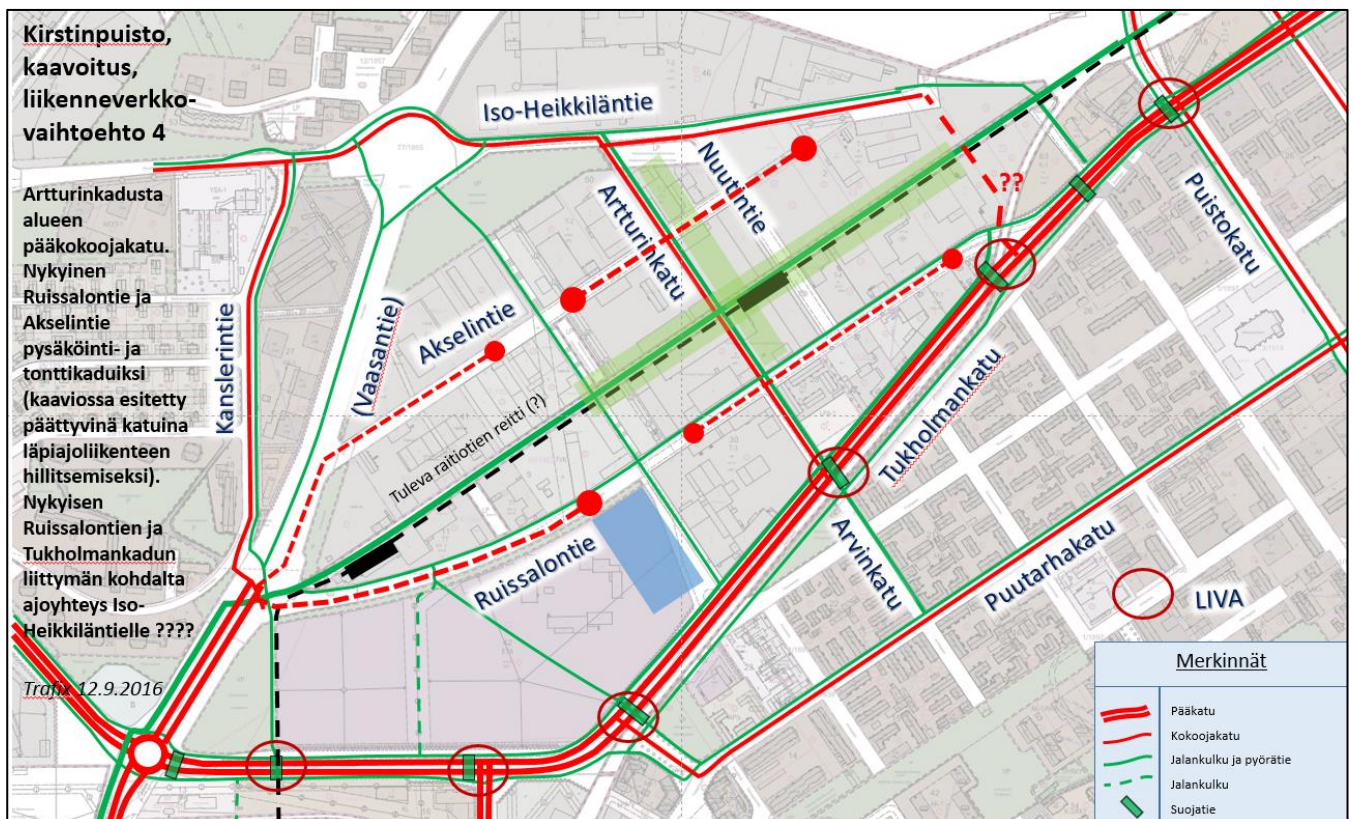 Kirstinpuisto,
kaavoitus,
liikenneverkko-
vaihtoehto 4
Artturinkadusta
alueen
pääkokoojakatu.
Nykyinen
Ruissalontie ja
Akselintie
pysäköinti- ja
tonttikaduiksi
(kaaviossa esitetty
päättyvinä katuina
läpiajoliikenteen
hillitsemiseksi).
Nykyisen
Ruissalontien ja
Tukholmankadun
liittymän kohdalta
ajoyhteys Iso-
Heikkiläntielle ????
Trafix 12.9.2016
Iso-Heikkiläntie
Nuutintie
Artturinkatu
Puistokatu
??
Kanslerintie
(Vaasantie)
Akselintie
Tuleva raitiotien reitti (?)
Tukholmankatu
Ruissalontie
Arvinkatu
Puutarhakatu
LIVA
Merkinnät
Pääkatu
Kokoojakatu
Jalankulku ja pyörätie
Jalankulku
Suojatie